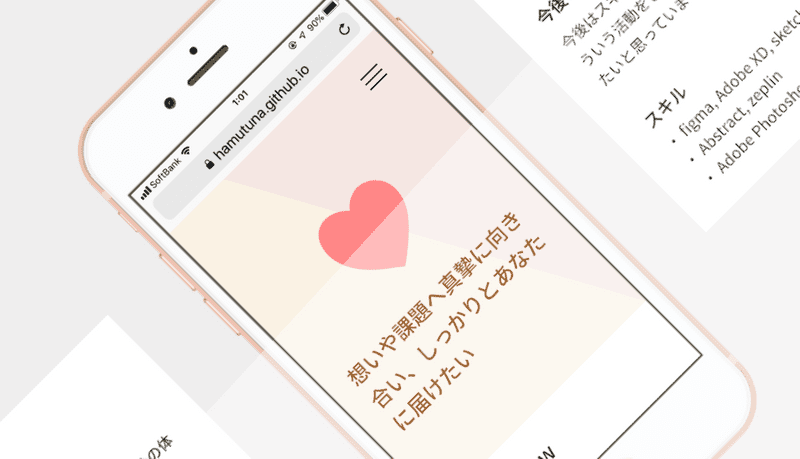 SoftBank 1:01 90%
hamutuna.github.io
想いや課題へ真摯に向き
合い、しっかりとあなた
に届けたい
今後
今後はスキ
ういう活動を
たいと思っていま
スキル
・figma, Adobe XD, sketch
・Abstract, zeplin
・Adobe Photosho
の体